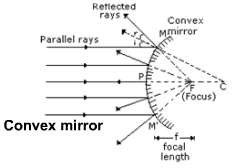 Reflected
rays
Convex
mirror
M
Parallel rays
r
i
P
F
(Focus)
C
Convex mirror
M'
f
focal
length